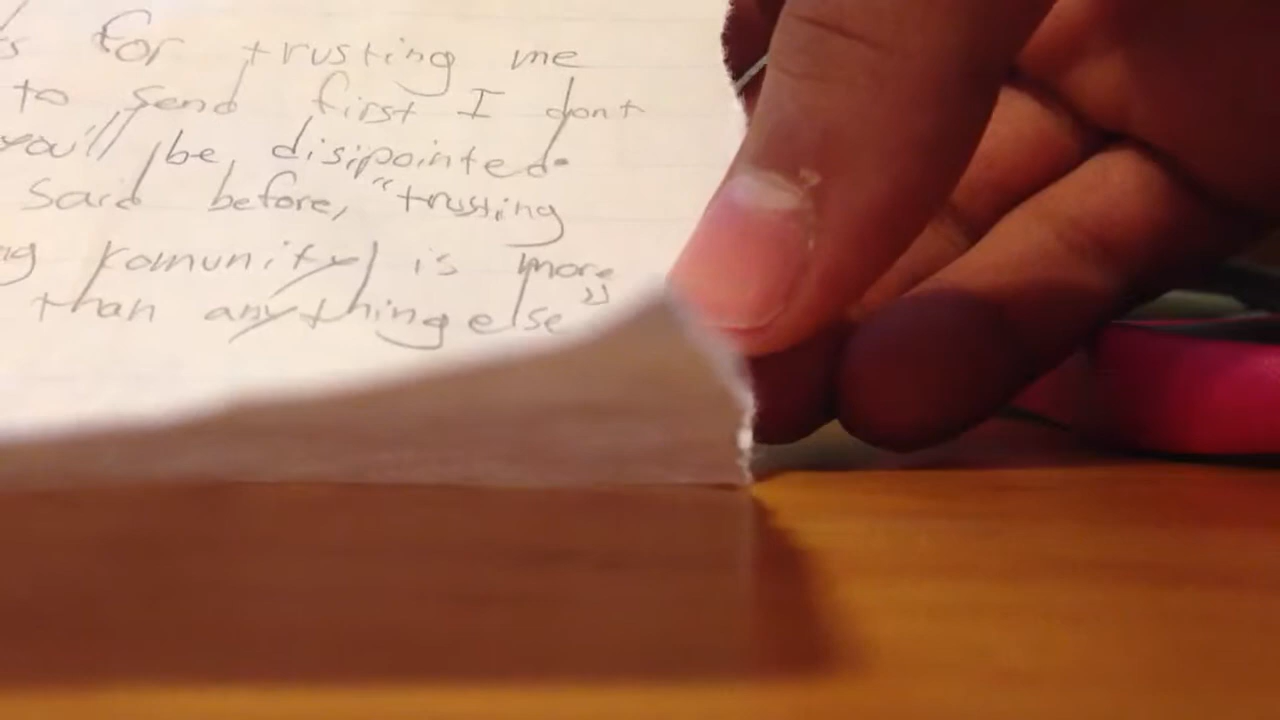 for trusting me
to send first I dont
you'll be, disipointed.
said before, "trusting
komunity is more
than anything else"